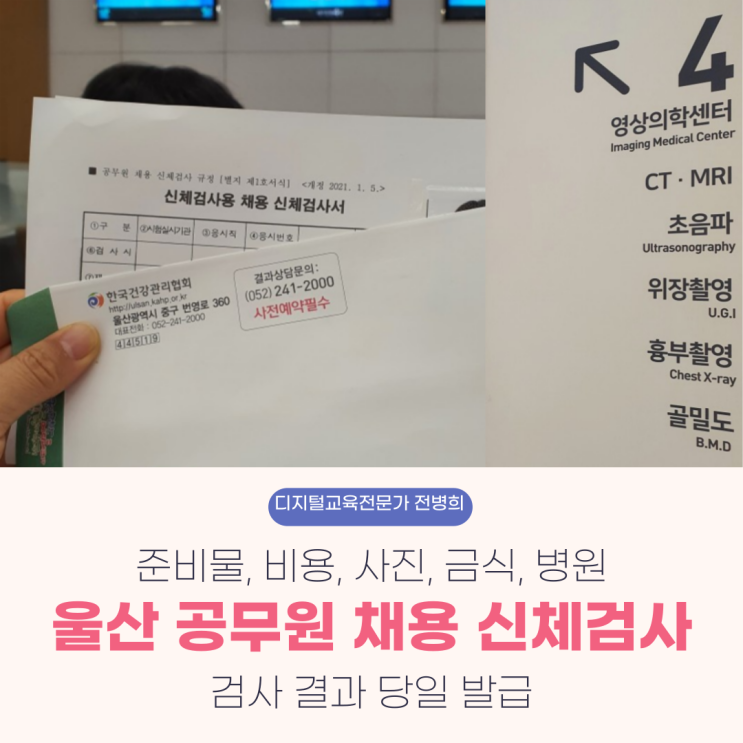 ■ 공무원 채용 신체검사 규정 [별지 제1호서식] <개정 2021. 1. 5.>
신체검사용 채용 신체검사서
①구 분 ②시험실시기관 ③응시직 ④응시번호
⑥검 사 시
한국건강관리협회
http://ulsan.kahp.or.kr
울산광역시 중구 번영로 360
대표전화 : 052-241-2000
44519
결과상담문의:
(052) 241-2000
사전예약필수
4
영상의학센터
Imaging Medical Center
CT · MRI
초음파
Ultrasonography
위장촬영
U.G.I
흉부촬영
Chest X-ray
골밀도
B.M.D
디지털교육전문가 전병희
준비물, 비용, 사진, 금식, 병원
울산 공무원 채용 신체검사
검사 결과 당일 발급